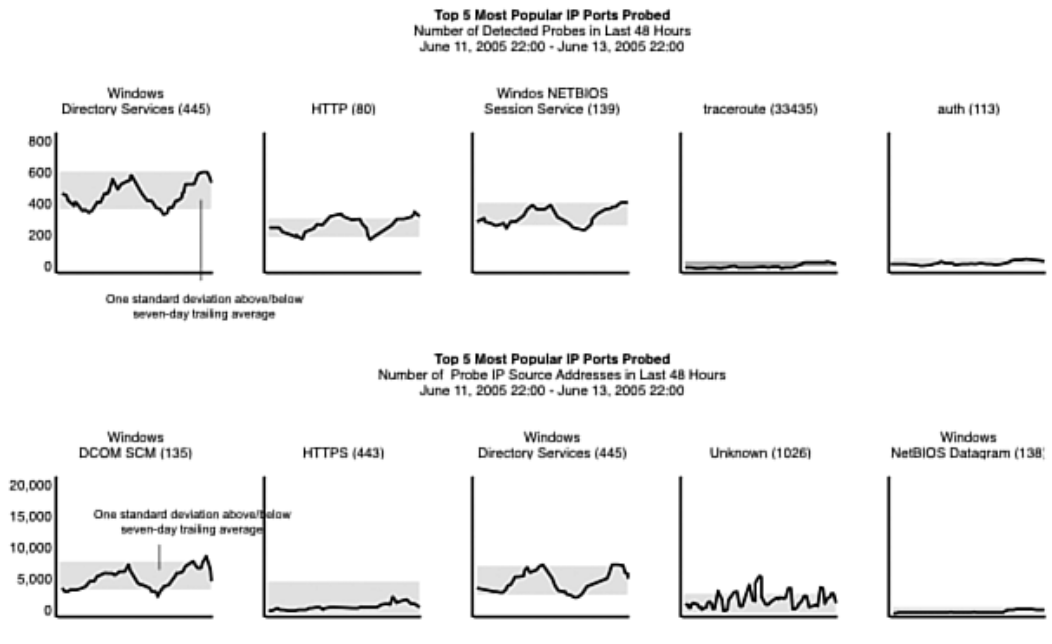 Top 5 Most Popular IP Ports Probed
Number of Detected Probes in Last 48 Hours
June 11, 2005 22:00 - June 13, 2005 22:00
Windows
Directory Services (445)
HTTP (80)
Windos NETBIOS
Session Service (139)
traceroute (33435)
auth (113)
800
600
400
200
0
One standard deviation above/below
seven-day trailing average
Top 5 Most Popular IP Ports Probed
Number of Probe IP Source Addresses in Last 48 Hours
June 11, 2005 22:00 - June 13, 2005 22:00
Windows
DCOM SCM (135)
HTTPS (443)
Windows
Directory Services (445)
Unknown (1026)
Windows
NetBIOS Datagram (138)
20,000
15,000
10,000
5,000
0
One standard deviation above/below
seven-day trailing average